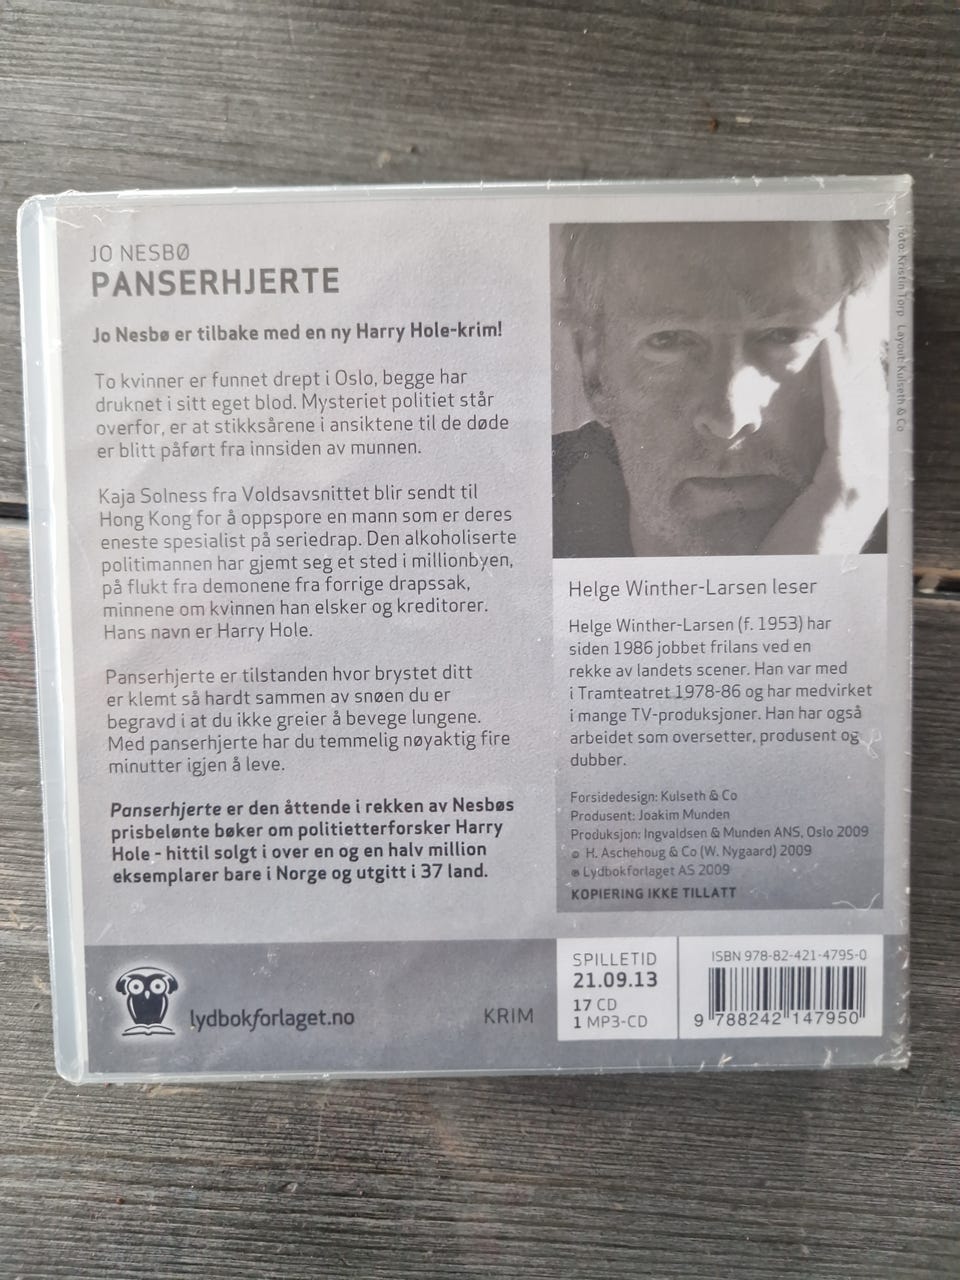 JO NESBØ
PANSERHJERTE
Jo Nesbø er tilbake med en ny Harry Hole-krim!
To kvinner er funnet drept i Oslo, begge har
druknet i sitt eget blod. Mysteriet politiet står
overfor, er at stikksårene i ansiktene til de døde
er blitt påført fra innsiden av munnen.
Kaja Solness fra Voldsavsnittet blir sendt til
Hong Kong for å oppspore en mann som er deres
eneste spesialist på seriedrap. Den alkoholiserte
politimannen har gjemt seg et sted i millionbyen,
på flukt fra demonene fra forrige drapssak,
minnene om kvinnen han elsker og kreditorer.
Hans navn er Harry Hole.
Panserhjerte er tilstanden hvor brystet ditt
er klemt så hardt sammen av snøen du er
begravd i at du ikke greier å bevege lungene.
Med panserhjerte har du temmelig nøyaktig fire
minutter igjen å leve.
Panserhjerte er den åttende i rekken av Nesbøs
prisbelønte bøker om politietterforsker Harry
Hole - hittil solgt i over en og en halv million
eksemplarer bare i Norge og utgitt i 37 land.
Foto: Kristin Torp Layout: Kulseth & Co
Helge Winther-Larsen leser
Helge Winther-Larsen (f. 1953) har
siden 1986 jobbet frilans ved en
rekke av landets scener. Han var med
i Tramteatret 1978-86 og har medvirket
i mange TV-produksjoner. Han har også
arbeidet som oversetter, produsent og
dubber.
Forsidedesign: Kulseth & Co
Produsent: Joakim Munden
Produksjon: Ingvaldsen & Munden ANS, Oslo 2009
© H. Aschehoug & Co (W. Nygaard) 2009
℗ Lydbokforlaget AS 2009
KOPIERING IKKE TILLATT
lydbokforlaget.no
KRIM
SPILLETID
21.09.13
17 CD
1 MP3-CD
ISBN 978-82-421-4795-0
9 788242 147950